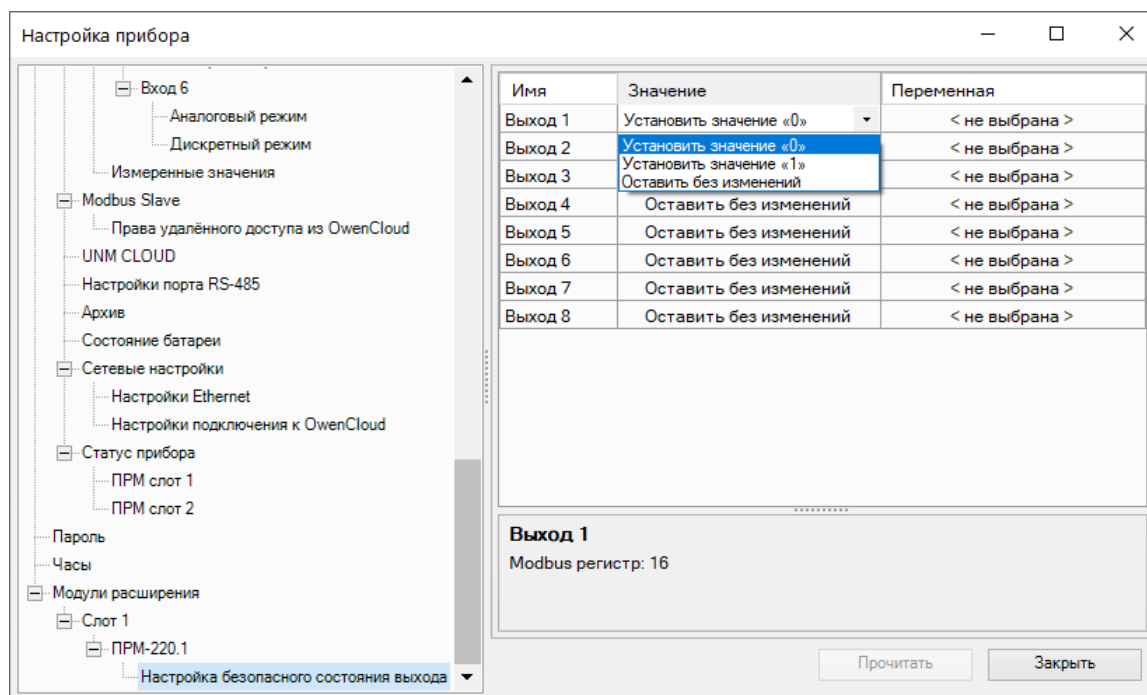 Настройка прибора
Вход 6
Аналоговый режим
Дискретный режим
Измеренные значения
Modbus Slave
Права удалённого доступа из OwenCloud
UNM CLOUD
Настройки порта RS-485
Архив
Состояние батареи
Сетевые настройки
Настройки Ethernet
Настройки подключения к OwenCloud
Статус прибора
ПРМ слот 1
ПРМ слот 2
Пароль
Часы
Модули расширения
Слот 1
ПРМ-220.1
Настройка безопасного состояния выхода
Имя Значение Переменная
Выход 1 Установить значение «0» < не выбрана >
Выход 2 Установить значение «0» < не выбрана >
Установить значение «1»
Выход 3 Оставить без изменений < не выбрана >
Выход 4 Оставить без изменений < не выбрана >
Выход 5 Оставить без изменений < не выбрана >
Выход 6 Оставить без изменений < не выбрана >
Выход 7 Оставить без изменений < не выбрана >
Выход 8 Оставить без изменений < не выбрана >
Выход 1
Modbus регистр: 16
Прочитать Закрыть